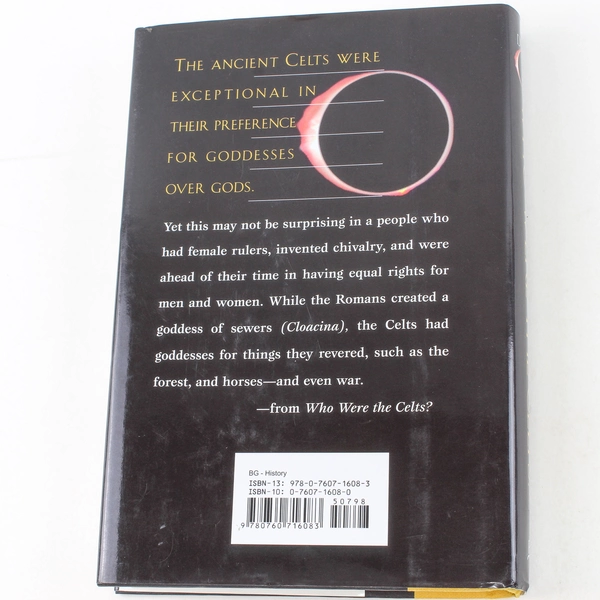 THE ANCIENT CELTS WERE
EXCEPTIONAL IN
THEIR PREFERENCE
FOR GODDESSES
OVER GODS.
Yet this may not be surprising in a people who
had female rulers, invented chivalry, and were
ahead of their time in having equal rights for
men and women. While the Romans created a
goddess of sewers (Cloacina), the Celts had
goddesses for things they revered, such as the
forest, and horses—and even war.
—from Who Were the Celts?
BG - History
ISBN-13: 978-0-7607-1608-3
ISBN-10: 0-7607-1608-0
50798
9 780760 716083